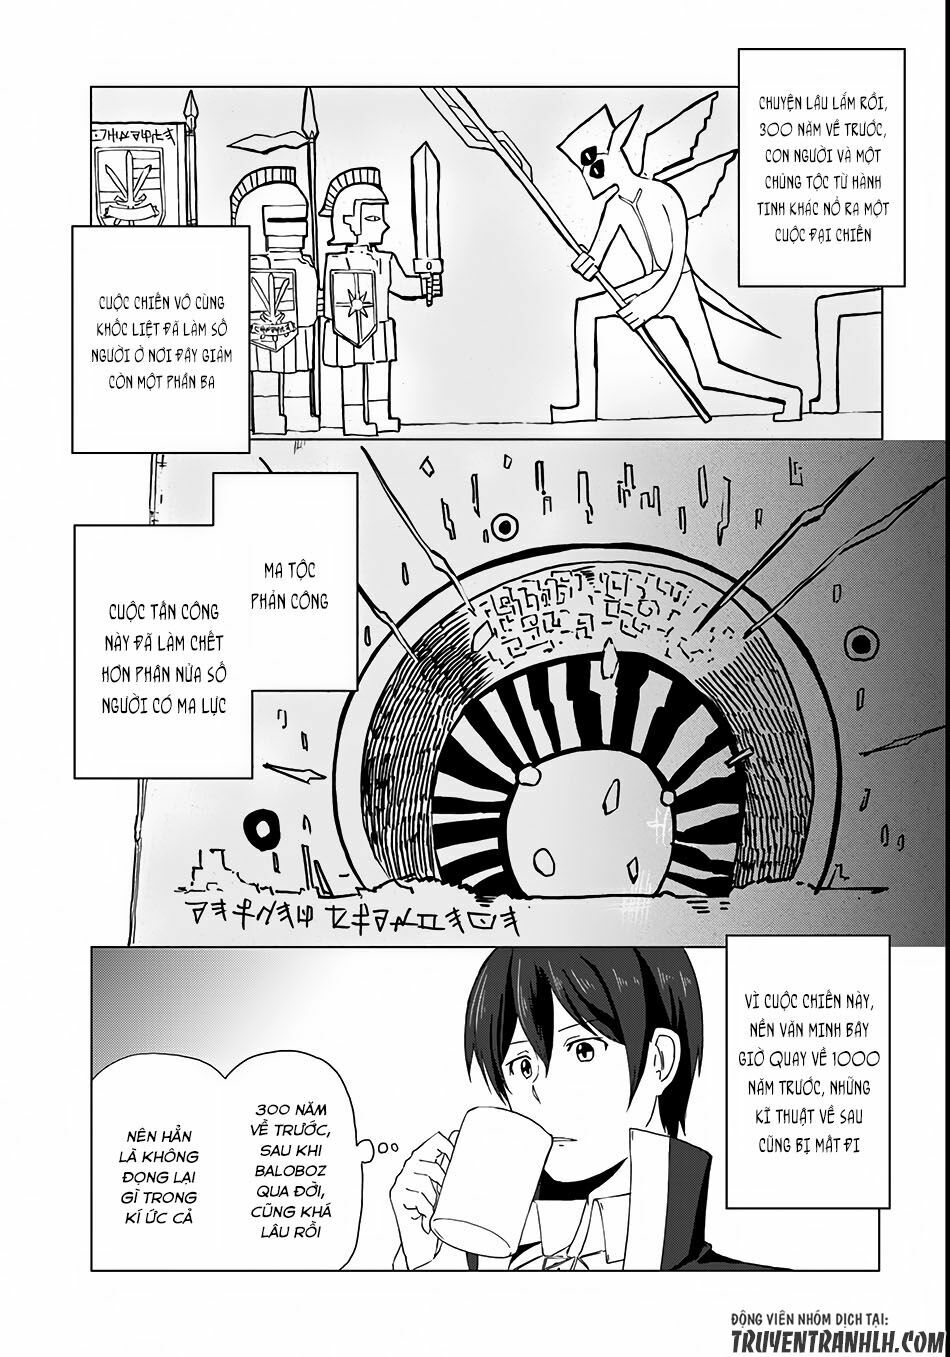 CHUYỆN LÂU LẮM RỒI,
300 NĂM VỀ TRƯỚC,
CON NGƯỜI VÀ MỘT
CHỦNG TỘC TỪ HÀNH
TINH KHÁC NỔ RA MỘT
CUỘC ĐẠI CHIẾN
CUỘC CHIẾN VÔ CÙNG
KHỐC LIỆT ĐÃ LÀM SỐ
NGƯỜI Ở NƠI ĐÂY GIẢM
CÒN MỘT PHẦN BA
MA TỘC
PHẢN CÔNG
CUỘC TẤN CÔNG
NÀY ĐÃ LÀM CHẾT
HƠN PHÂN NỬA SỐ
NGƯỜI CÓ MA LỰC
VÌ CUỘC CHIẾN NÀY,
NỀN VĂN MINH BÂY
GIỜ QUAY VỀ 1000
NĂM TRƯỚC, NHỮNG
KĨ THUẬT VỀ SAU
CŨNG BỊ MẤT ĐI
300 NĂM
VỀ TRƯỚC,
SAU KHI
BALOBOZ
QUA ĐỜI,
CŨNG KHÁ
LÂU RỒI
NÊN HẲN
LÀ KHÔNG
ĐỌNG LẠI
GÌ TRONG
KÍ ỨC CẢ
ĐỘNG VIÊN NHÓM DỊCH TẠI:
TRUYENTRANHLH.COM